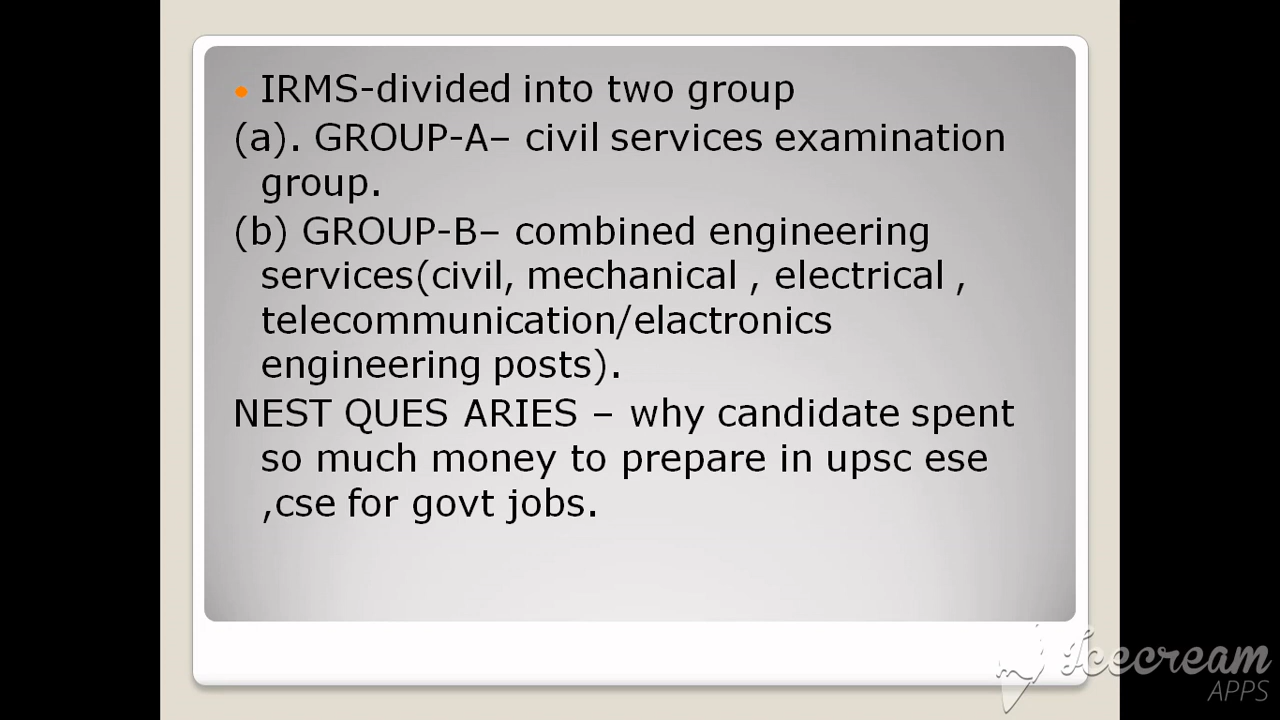 IRMS-divided into two group
(a). GROUP-A– civil services examination
group.
(b) GROUP-B– combined engineering
services(civil, mechanical , electrical ,
telecommunication/elactronics
engineering posts).
NEST QUES ARIES – why candidate spent
so much money to prepare in upsc ese
,cse for govt jobs.
Icecream
APPS